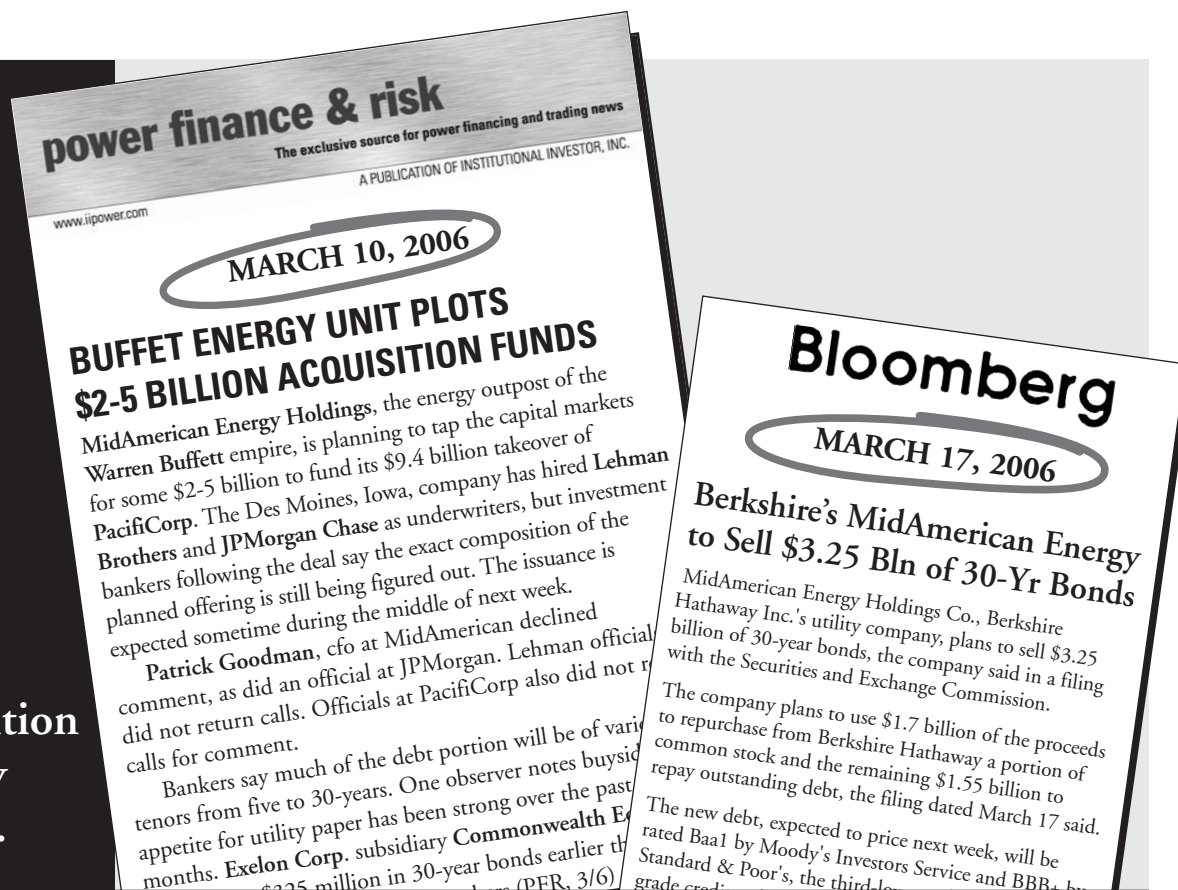 power finance & risk
The exclusive source for power financing and trading news
A PUBLICATION OF INSTITUTIONAL INVESTOR, INC.
www.iipower.com
MARCH 10, 2006
BUFFET ENERGY UNIT PLOTS
$2-5 BILLION ACQUISITION FUNDS
MidAmerican Energy Holdings, the energy outpost of the
Warren Buffett empire, is planning to tap the capital markets
for some $2-5 billion to fund its $9.4 billion takeover of
PacifiCorp. The Des Moines, Iowa, company has hired Lehman
Brothers and JPMorgan Chase as underwriters, but investment
bankers following the deal say the exact composition of the
planned offering is still being figured out. The issuance is
expected sometime during the middle of next week.
Patrick Goodman, cfo at MidAmerican declined
comment, as did an official at JPMorgan. Lehman official
did not return calls. Officials at PacifiCorp also did not
calls for comment.
Bankers say much of the debt portion will be of
tenors from five to 30-years. One observer notes
appetite for utility paper has been strong over the past
months. Exelon Corp. subsidiary Commonwealth
$325 million in 30-year bonds earlier
(PFR, 3/6)
Bloomberg
MARCH 17, 2006
Berkshire's MidAmerican Energy
to Sell $3.25 Bln of 30-Yr Bonds
MidAmerican Energy Holdings Co., Berkshire
Hathaway Inc.'s utility company, plans to sell $3.25
billion of 30-year bonds, the company said in a filing
with the Securities and Exchange Commission.
The company plans to use $1.7 billion of the proceeds
to repurchase from Berkshire Hathaway a portion of
common stock and the remaining $1.55 billion to
repay outstanding debt, the filing dated March 17 said.
The new debt, expected to price next week, will be
rated Baa1 by Moody's Investors Service and BBB+ by
Standard & Poor's, the
grade